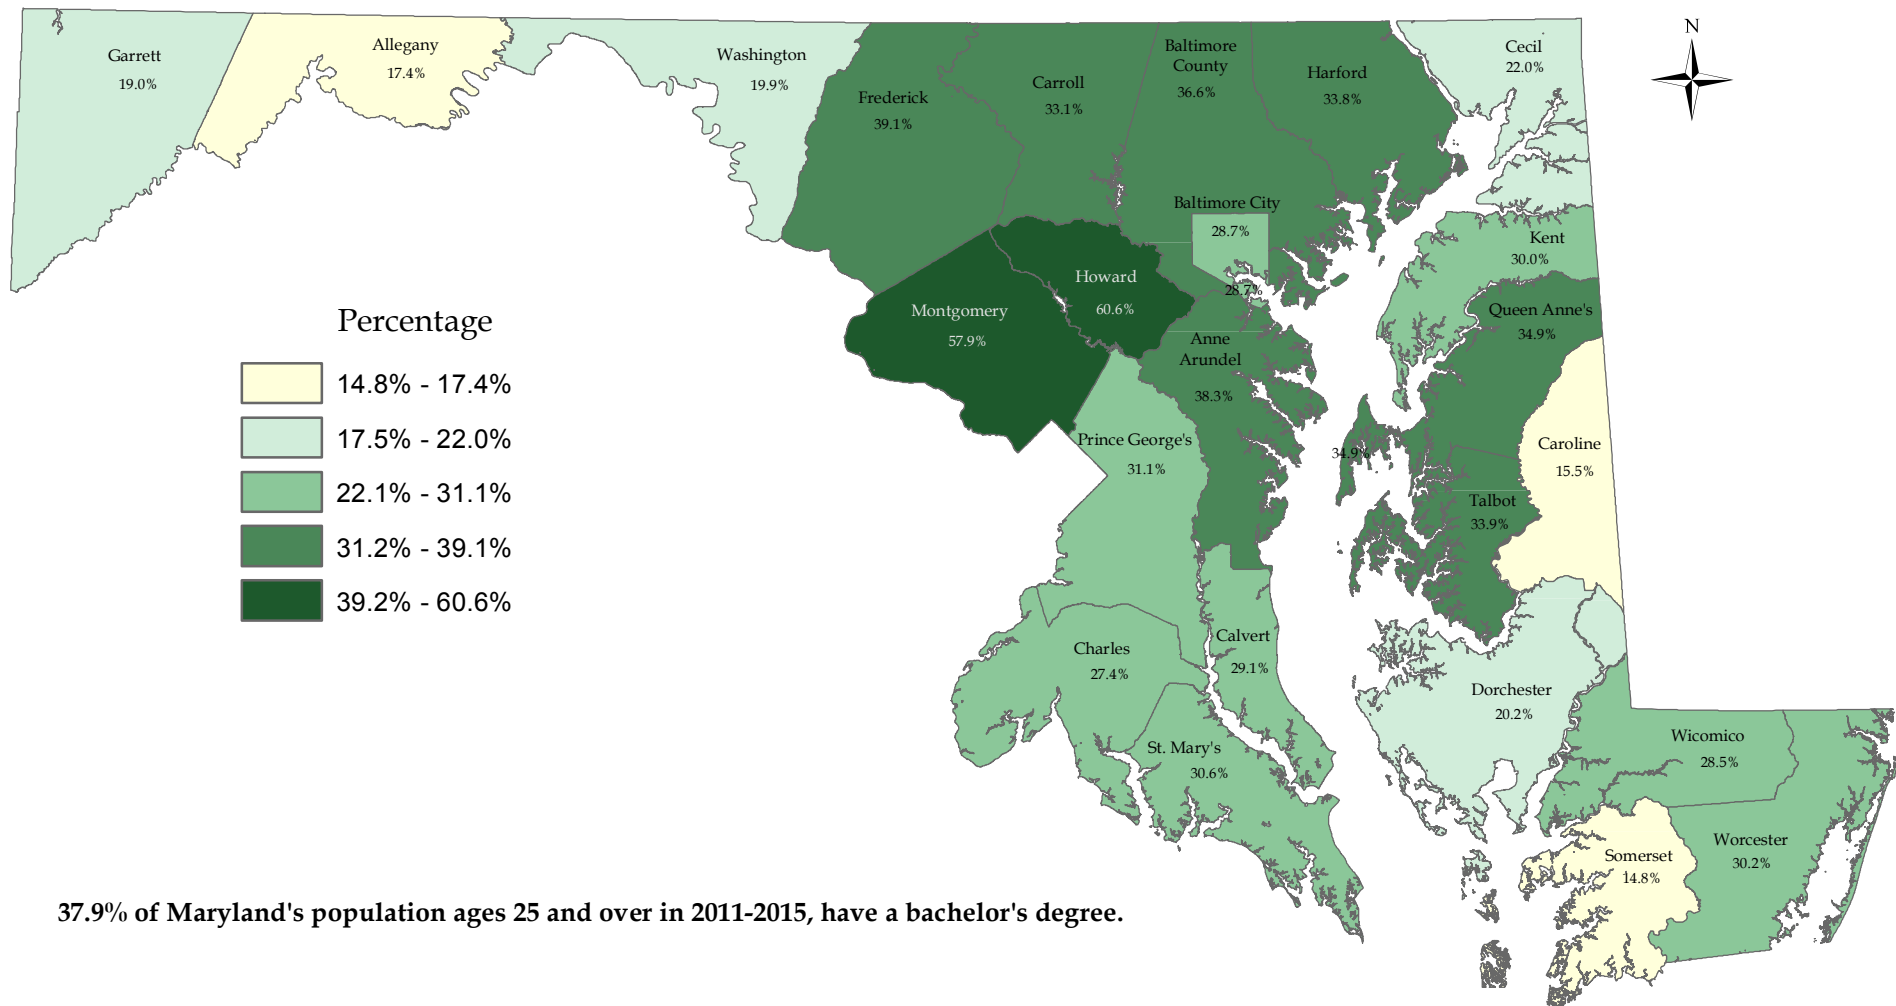 N
Garrett
19.0%
Allegany
17.4%
Washington
19.9%
Frederick
39.1%
Carroll
33.1%
Baltimore
County
36.6%
Harford
33.8%
Cecil
22.0%
Baltimore City
28.7%
28.7%
Kent
30.0%
Howard
60.6%
Montgomery
57.9%
Queen Anne's
34.9%
34.9%
Anne
Arundel
38.3%
Prince George's
31.1%
Caroline
15.5%
Talbot
33.9%
Calvert
29.1%
Charles
27.4%
St. Mary's
30.6%
Dorchester
20.2%
Wicomico
28.5%
Worcester
30.2%
Somerset
14.8%
Percentage
14.8% - 17.4%
17.5% - 22.0%
22.1% - 31.1%
31.2% - 39.1%
39.2% - 60.6%
37.9% of Maryland's population ages 25 and over in 2011-2015, have a bachelor's degree.